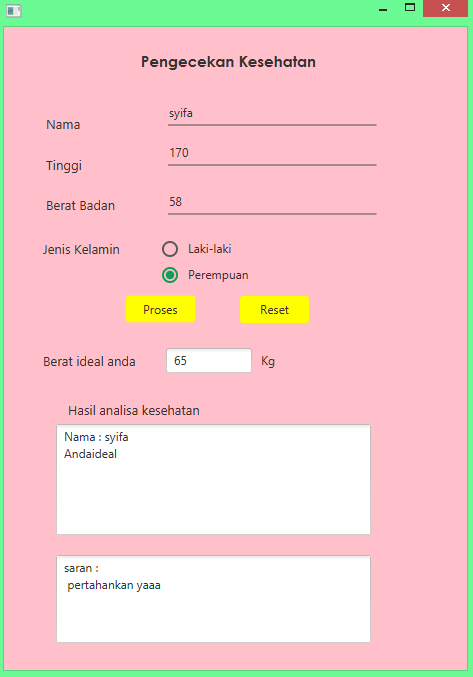 Pengecekan Kesehatan
Nama syifa
Tinggi 170
Berat Badan 58
Jenis Kelamin Laki-laki
Perempuan
Proses Reset
Berat ideal anda 65 Kg
Hasil analisa kesehatan
Nama : syifa
Andaideal
saran :
pertahankan yaaa